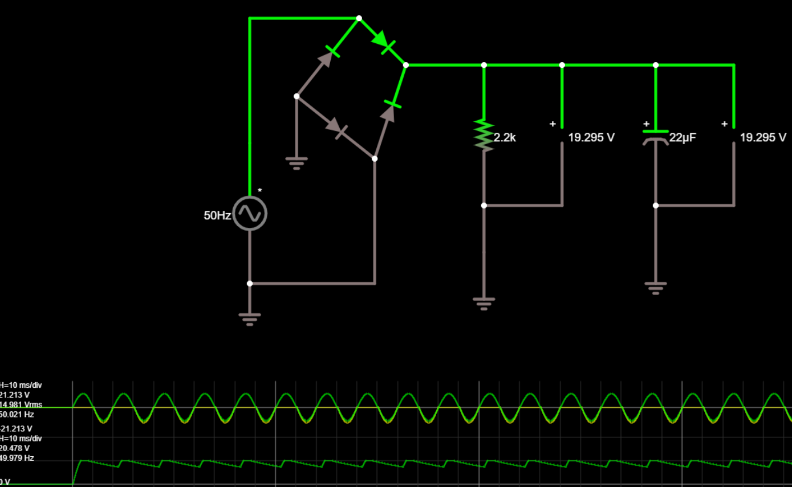 *
50Hz
2.2k
+
19.295 V
+
22µF
+
19.295 V
H=10 ms/div
21.213 V
14.981 Vrms
50.021 Hz
-21.213 V
H=10 ms/div
20.478 V
49.979 Hz
0 V